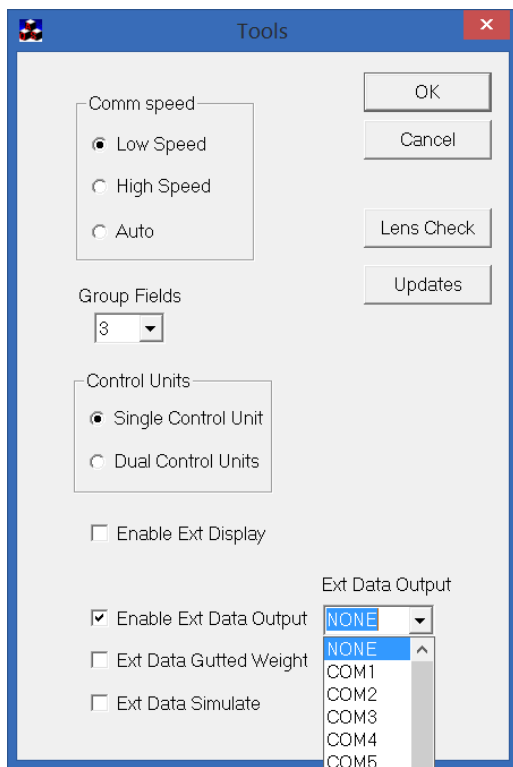 Tools
Comm speed
Low Speed
High Speed
Auto
OK
Cancel
Lens Check
Updates
Group Fields
3
Control Units
Single Control Unit
Dual Control Units
Enable Ext Display
Ext Data Output
Enable Ext Data Output
NONE
Ext Data Gutted Weight
Ext Data Simulate
NONE
COM1
COM2
COM3
COM4
COM5